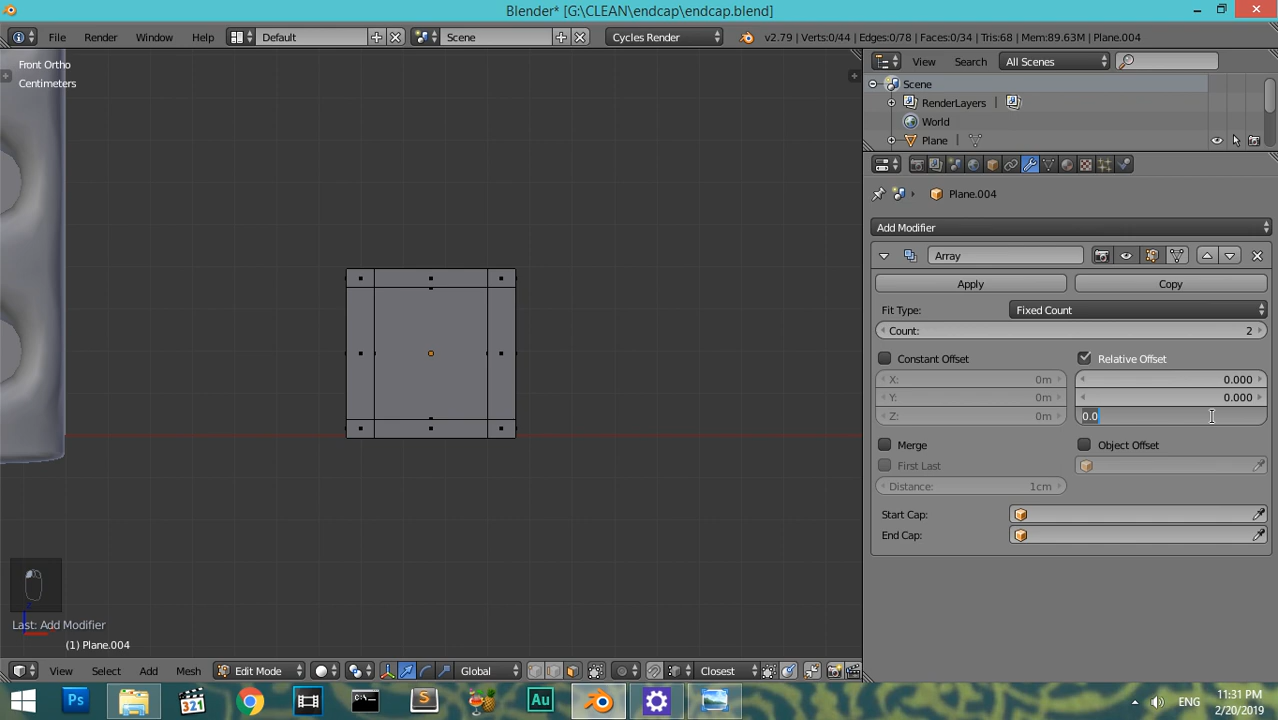 Blender* [G:\CLEAN\endcap\endcap.blend]
File Render Window Help Default Scene Cycles Render v2.79 | Verts:0/44 | Edges:0/78 | Faces:0/34 | Tris:68 | Mem:89.63M | Plane.004
Front Ortho
Centimeters
View Search All Scenes
Scene
RenderLayers
World
Plane
Plane.004
Add Modifier
Array
Apply Copy
Fit Type: Fixed Count
Count: 2
Constant Offset Relative Offset
X: 0m 0.000
Y: 0m 0.000
Z: 0m 0.0
Merge Object Offset
First Last
Distance: 1cm
Start Cap:
End Cap:
Last: Add Modifier
(1) Plane.004
View Select Add Mesh Edit Mode Global Closest
Ps 321 S Au ENG 11:31 PM
2/20/2019